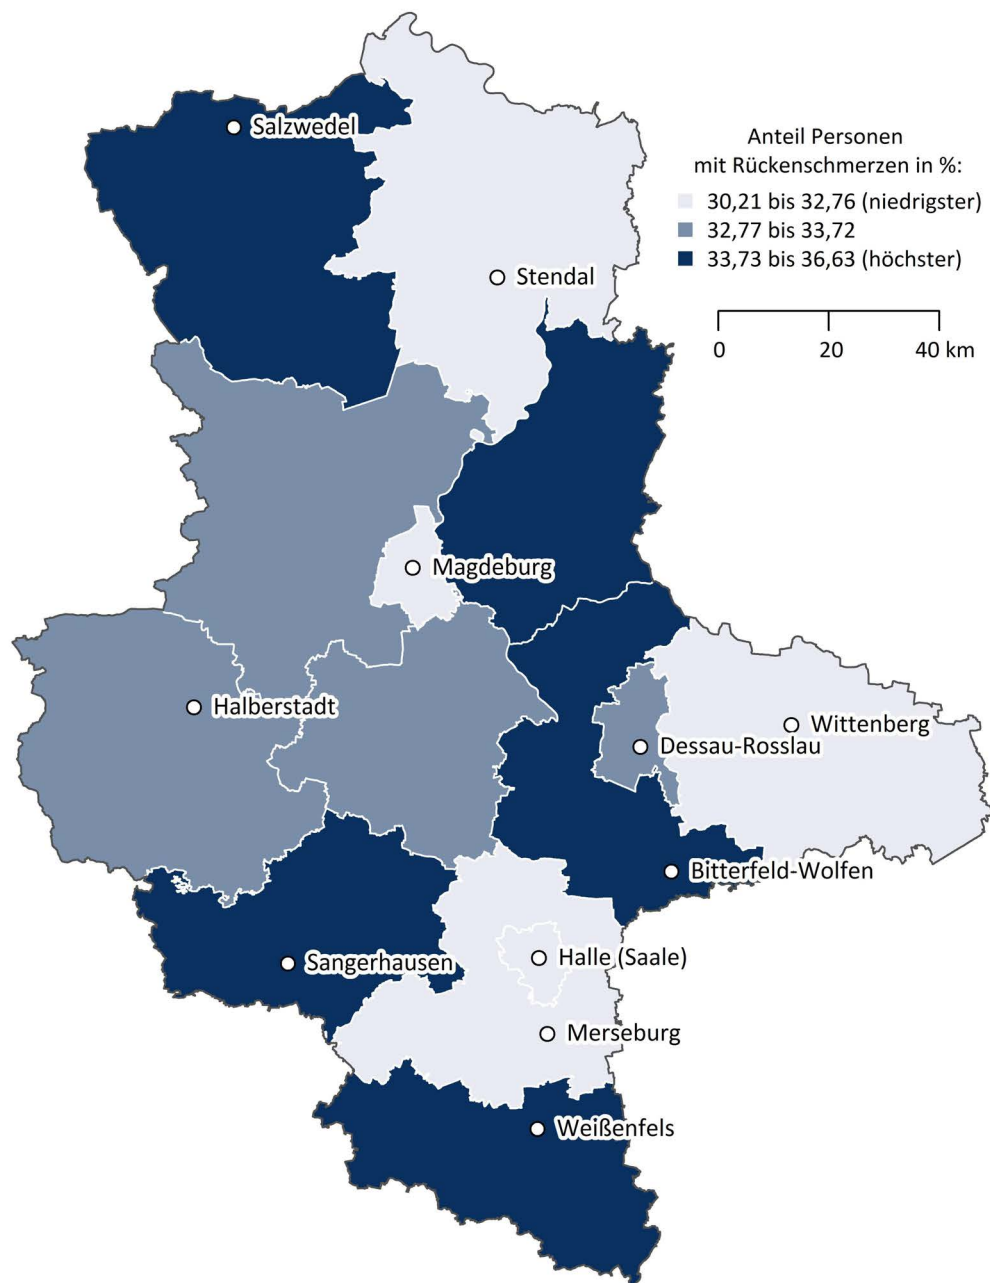 Salzwedel
Anteil Personen
mit Rückenschmerzen in %:
30,21 bis 32,76 (niedrigster)
32,77 bis 33,72
33,73 bis 36,63 (höchster)
Stendal
0 20 40 km
Magdeburg
Halberstadt
Wittenberg
Dessau-Rosslau
Bitterfeld-Wolfen
Halle (Saale)
Sangerhausen
Merseburg
Weißenfels